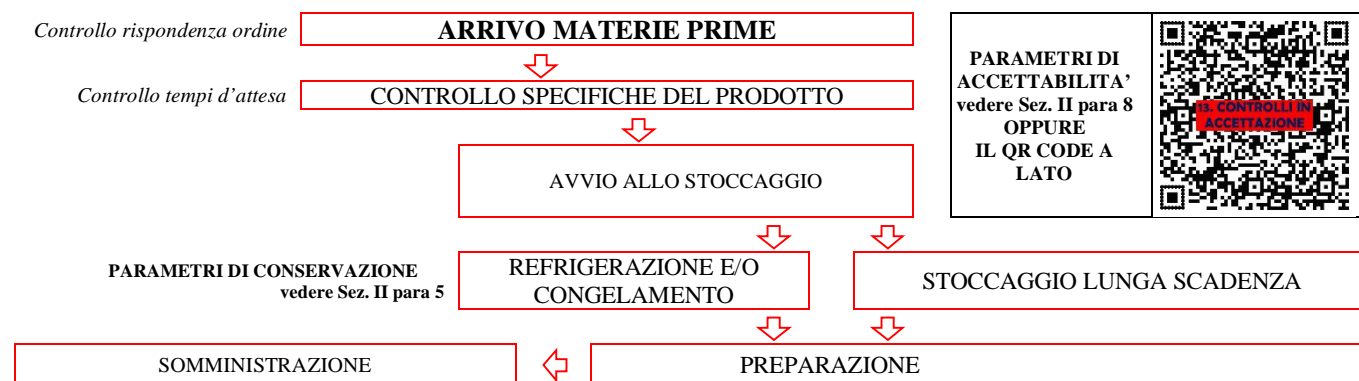 Controllo rispondenza ordine
ARRIVO MATERIE PRIME
Controllo tempi d'attesa
CONTROLLO SPECIFICHE DEL PRODOTTO
PARAMETRI DI
ACCETTABILITA'
vedere Sez. II para 8
OPPURE
IL QR CODE A
LATO
13. CONTROLLI IN
ACCETTAZIONE
AVVIO ALLO STOCCAGGIO
PARAMETRI DI CONSERVAZIONE
vedere Sez. II para 5
REFRIGERAZIONE E/O
CONGELAMENTO
STOCCAGGIO LUNGA SCADENZA
SOMMINISTRAZIONE
PREPARAZIONE